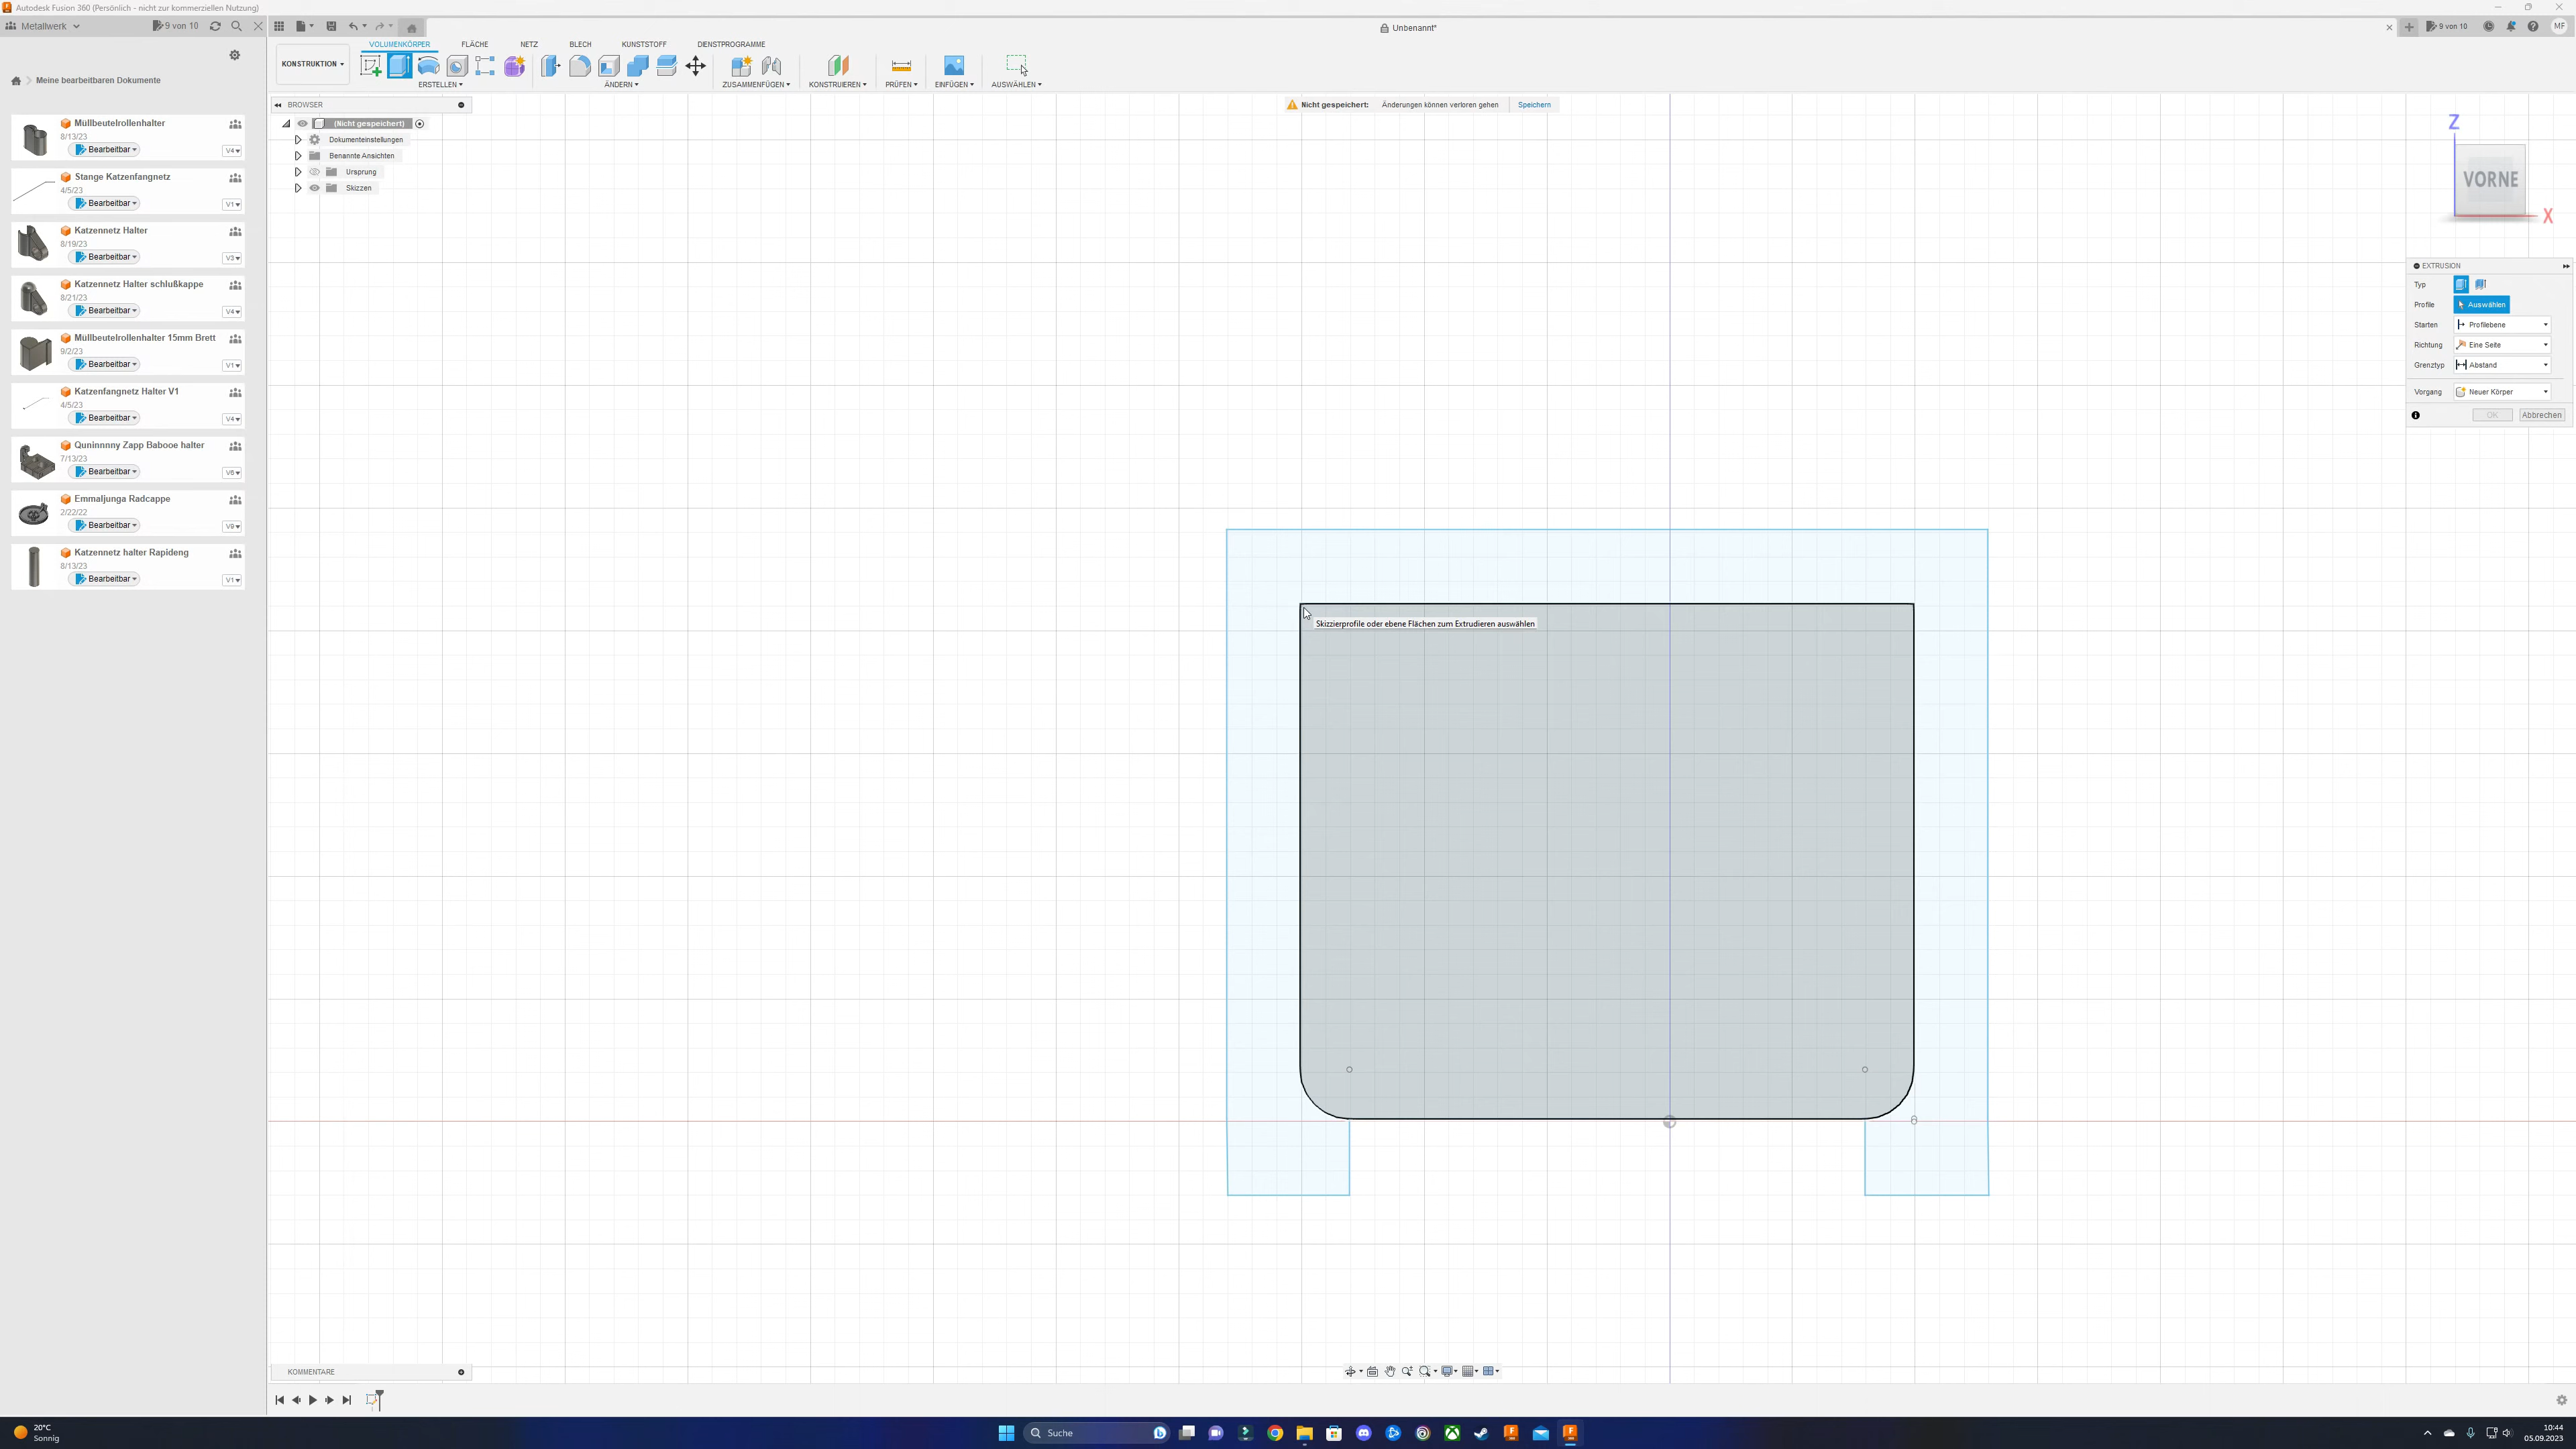 Autodesk Fusion 360 (Persönlich - nicht zur kommerziellen Nutzung)
Metallwerk
9 von 10
Unbenannt*
9 von 10
MF
Meine bearbeitbaren Dokumente
Müllbeutelrollenhalter
8/13/23
Bearbeitbar
V4
Stange Katzenfangnetz
4/5/23
Bearbeitbar
V1
Katzennetz Halter
8/19/23
Bearbeitbar
V3
Katzennetz Halter schlußkappe
8/21/23
Bearbeitbar
V4
Müllbeutelrollenhalter 15mm Brett
9/2/23
Bearbeitbar
V1
Katzenfangnetz Halter V1
4/5/23
Bearbeitbar
V4
Quninnnny Zapp Babooe halter
7/13/23
Bearbeitbar
V6
Emmaljunga Radcappe
2/22/22
Bearbeitbar
V9
Katzennetz halter Rapideng
8/13/23
Bearbeitbar
V1
KONSTRUKTION
VOLUMENKÖRPER FLÄCHE NETZ BLECH KUNSTSTOFF DIENSTPROGRAMME
ERSTELLEN ÄNDERN ZUSAMMENFÜGEN KONSTRUIEREN PRÜFEN EINFÜGEN AUSWÄHLEN
BROWSER
(Nicht gespeichert)
Dokumenteinstellungen
Benannte Ansichten
Ursprung
Skizzen
Nicht gespeichert: Änderungen können verloren gehen Speichern
Z
VORNE
X
EXTRUSION
Typ
Profile Auswählen
Starten Profilebene
Richtung Eine Seite
Grenztyp Abstand
Vorgang Neuer Körper
OK Abbrechen
Skizzierprofile oder ebene Flächen zum Extrudieren auswählen
KOMMENTARE
20°C
Sonnig
Suche
10:44
05.09.2023